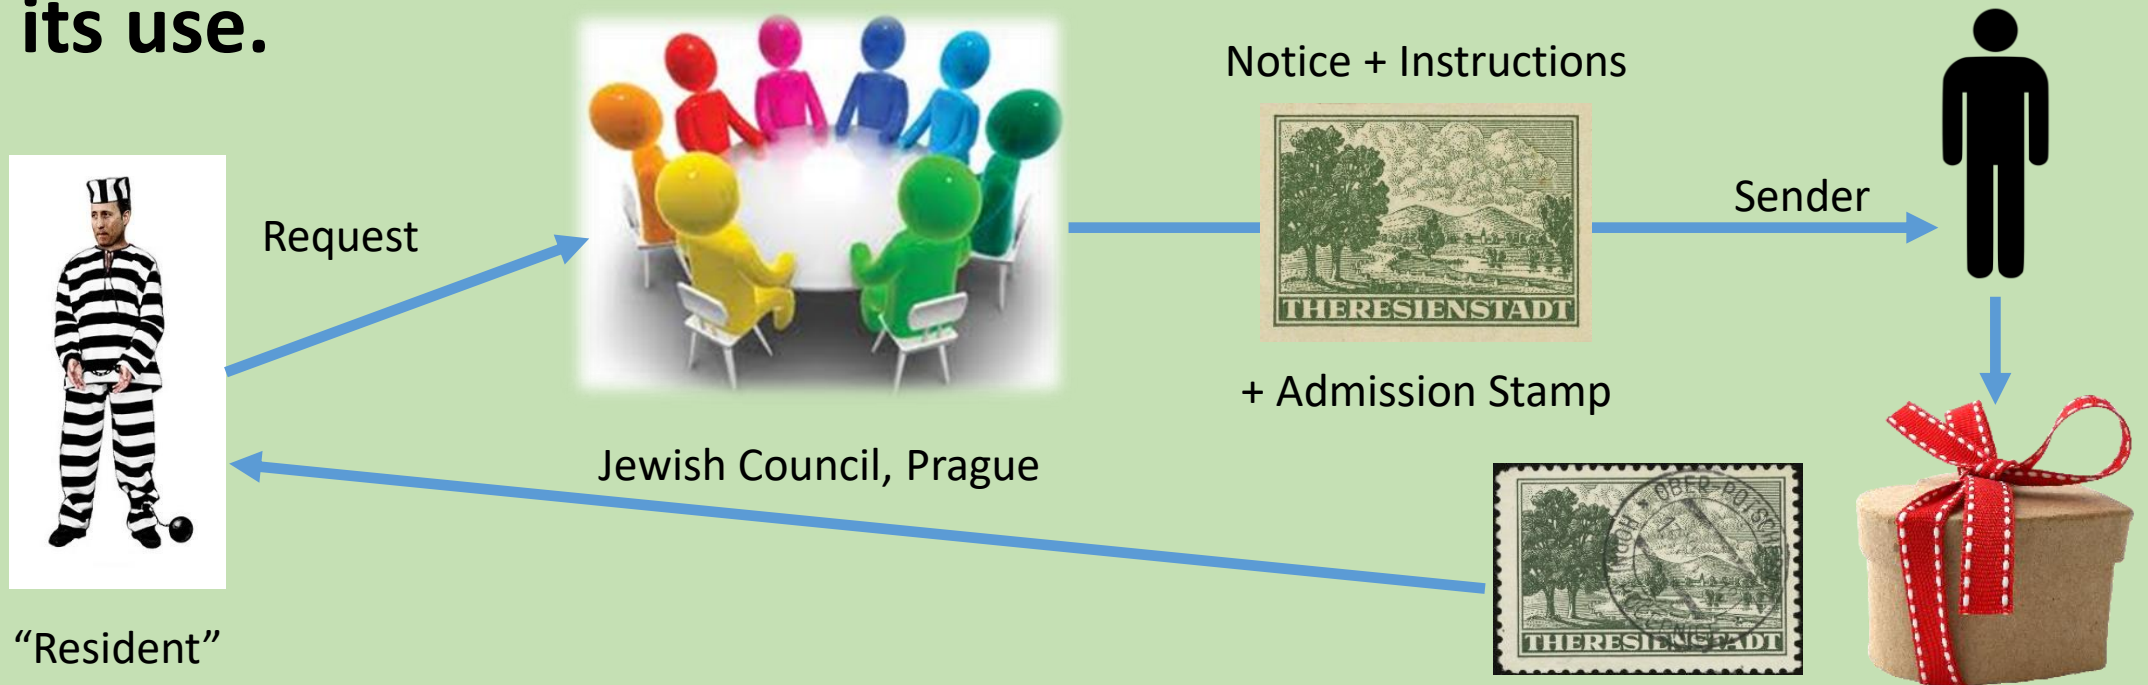 its use.
Notice + Instructions
THERESIENSTADT
Sender
Request
+ Admission Stamp
Jewish Council, Prague
THERESIENSTADT
“Resident”